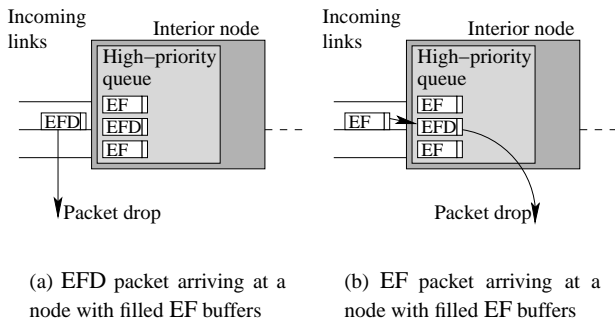 Incoming
links
Interior node
High−priority
queue
EF
EFD
EFD
EF
Packet drop
(a) EFD packet arriving at a
node with filled EF buffers
Incoming
links
Interior node
High−priority
queue
EF
EF
EFD
EF
Packet drop
(b) EF packet arriving at a
node with filled EF buffers